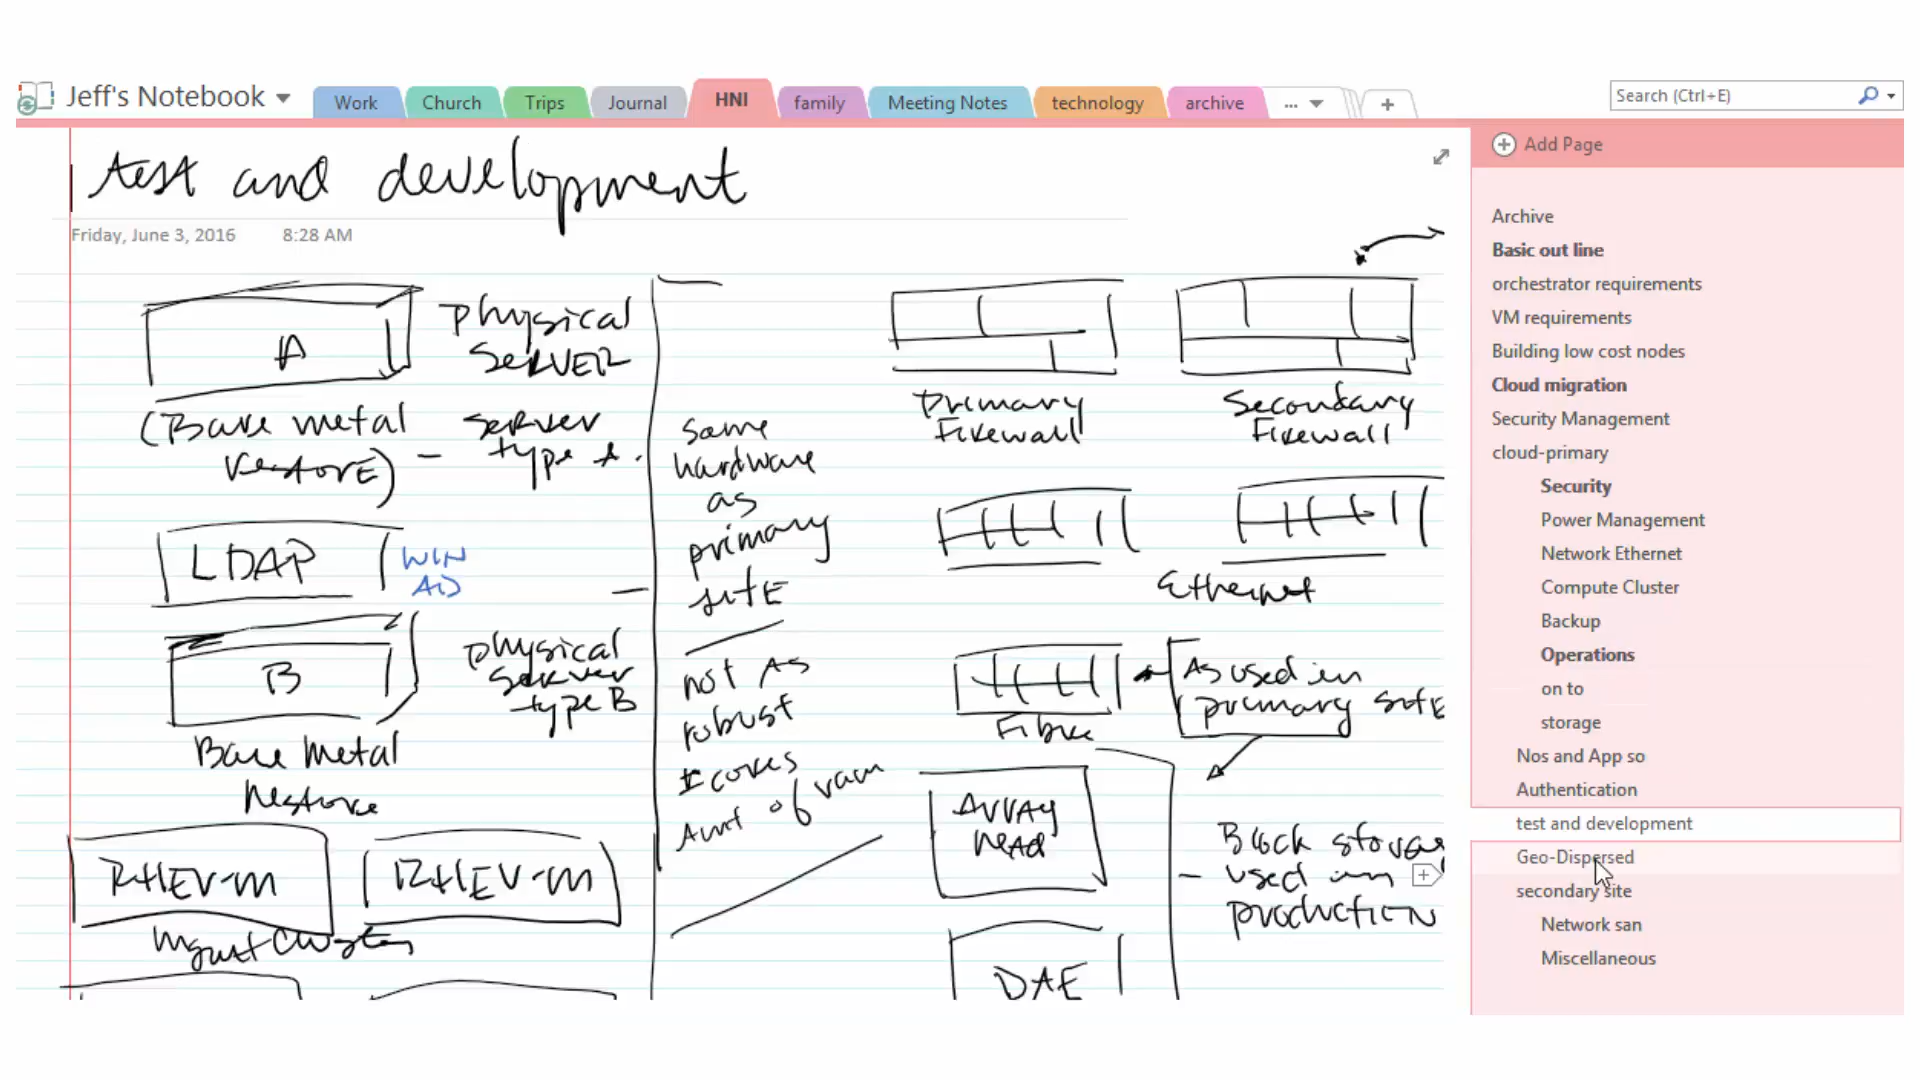 Jeff's Notebook
Work
Church
Trips
Journal
HNI
family
Meeting Notes
technology
archive
...
Search (Ctrl+E)
test and development
Friday, June 3, 2016 8:28 AM
A
Physical
SERVER
(Bare metal
restore) - server
type A.
LDAP
WIN
AD
B
physical
server
type B
Bare Metal
Restore
RHEV-M
RHEV-M
Mgmt Cluster
same
hardware
as
primary
site
not As
robust
# cores
Amt of ram
Primary
Firewall
Secondary
Firewall
Ethernet
Fibre
As used in
primary site
Array
head
DAE
Block storage
used in
production
Add Page
Archive
Basic out line
orchestrator requirements
VM requirements
Building low cost nodes
Cloud migration
Security Management
cloud-primary
Security
Power Management
Network Ethernet
Compute Cluster
Backup
Operations
on to
storage
Nos and App so
Authentication
test and development
Geo-Dispersed
secondary site
Network san
Miscellaneous